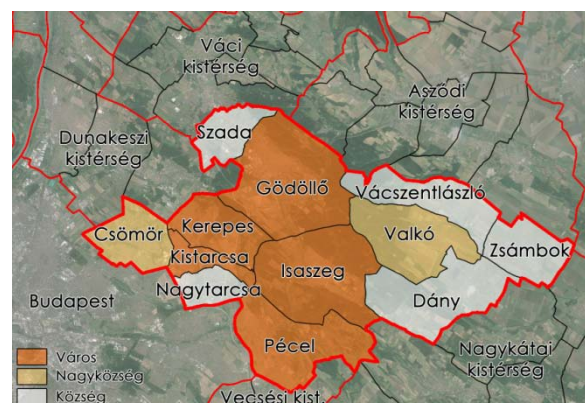 Váci
kistérség
Aszódi
kistérség
Dunakeszi
kistérség
Szada
Gödöllő
Vácszentlászló
Kerepes
Csömör
Valkó
Zsámbok
Kistarcsa
Isaszeg
Nagytarcsa
Budapest
Dány
Pécel
Nagykátai
kistérség
Vecsési kist.
Város
Nagyközség
Község